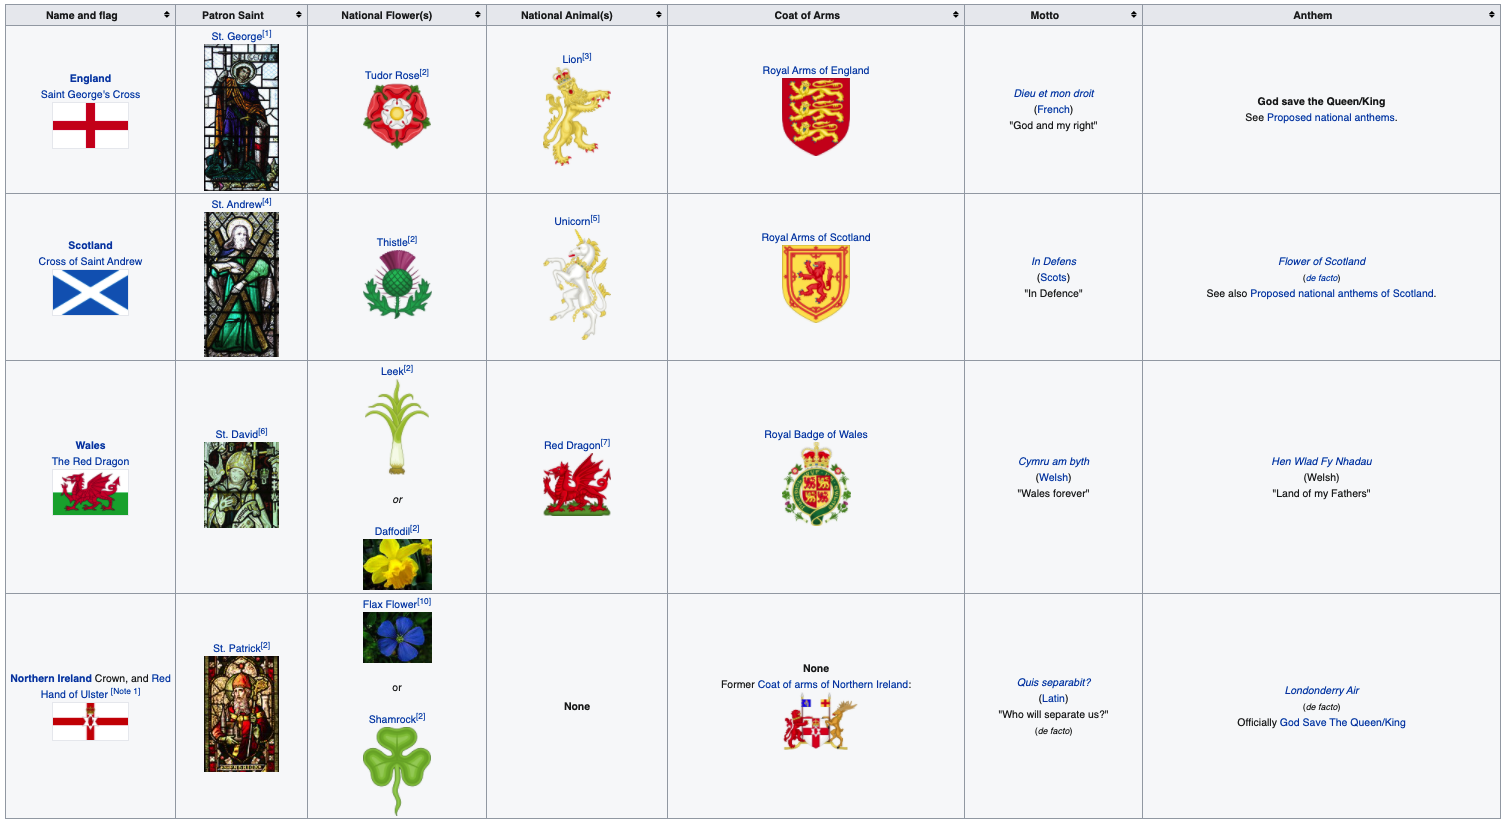 Name and flag
Patron Saint
National Flower(s)
National Animal(s)
Coat of Arms
Motto
Anthem
England
Saint George's Cross
St. George[1]
Tudor Rose[2]
Lion[3]
Royal Arms of England
Dieu et mon droit
(French)
"God and my right"
God save the Queen/King
See Proposed national anthems.
Scotland
Cross of Saint Andrew
St. Andrew[4]
Thistle[2]
Unicorn[5]
Royal Arms of Scotland
In Defens
(Scots)
"In Defence"
Flower of Scotland
(de facto)
See also Proposed national anthems of Scotland.
Wales
The Red Dragon
St. David[6]
Leek[2]
or
Daffodil[2]
Red Dragon[7]
Royal Badge of Wales
Cymru am byth
(Welsh)
"Wales forever"
Hen Wlad Fy Nhadau
(Welsh)
"Land of my Fathers"
Northern Ireland Crown, and Red
Hand of Ulster [Note 1]
St. Patrick[2]
Flax Flower[10]
or
Shamrock[2]
None
None
Former Coat of arms of Northern Ireland:
Quis separabit?
(Latin)
"Who will separate us?"
(de facto)
Londonderry Air
(de facto)
Officially God Save The Queen/King